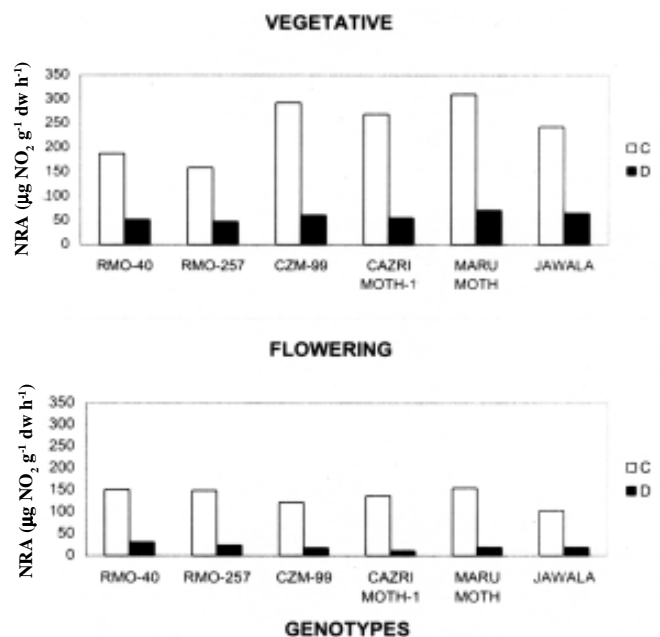 VEGETATIVE
NRA (µg NO₂ g⁻¹ dw h⁻¹)
350
300
250
200
150
100
50
0
C
D
RMO-40 RMO-257 CZM-99 CAZRI MARU JAWALA
MOTH-1 MOTH
FLOWERING
NRA (µg NO₂ g⁻¹ dw h⁻¹)
350
300
250
200
150
100
50
0
C
D
RMO-40 RMO-257 CZM-99 CAZRI MARU JAWALA
MOTH-1 MOTH
GENOTYPES